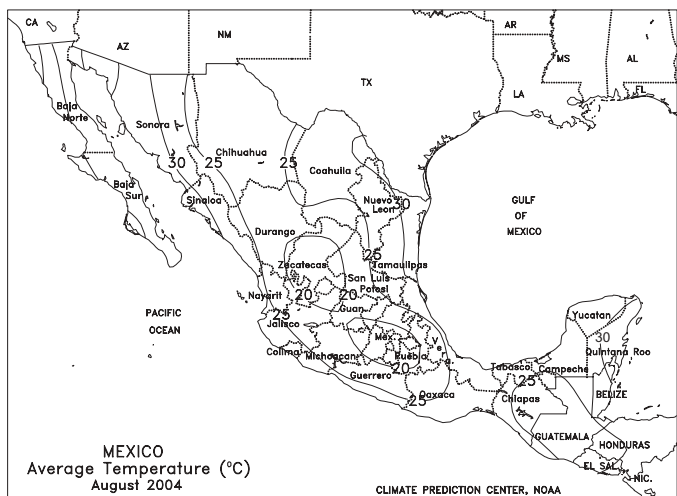 CA
AZ
NM
TX
AR
MS
AL
LA
FL
Baja
Norte
Sonora
Chihuahua
30
25
25
Coahuila
Baja
Sur
Sinaloa
Nuevo
Leon
30
GULF
OF
MEXICO
Durango
25
Zacatecas
Tamaulipas
San Luis
Potosi
Nayarit
20
20
Guan.
25
Jalisco
PACIFIC
OCEAN
Yucatan
30
Quintana Roo
Mex.
Ver.
Colima
Michoacan
Puebla
20
Guerrero
Tabasco
Campeche
25
Oaxaca
25
Chiapas
BELIZE
GUATEMALA
HONDURAS
EL SAL.
NIC.
MEXICO
Average Temperature (°C)
August 2004
CLIMATE PREDICTION CENTER, NOAA